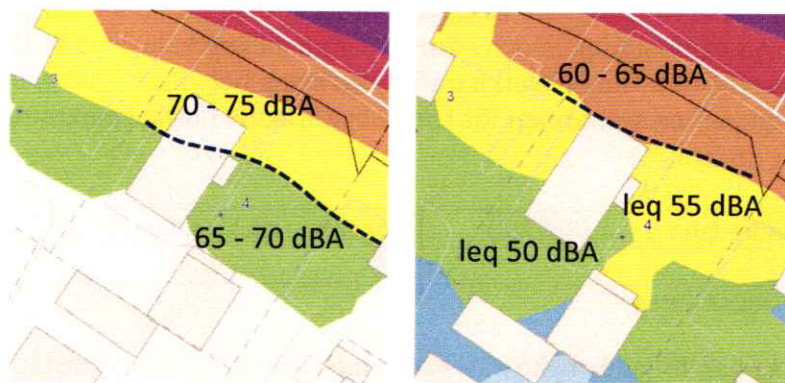 3
70 - 75 dBA
4
65 - 70 dBA
60 - 65 dBA
3
leq 55 dBA
4
leq 50 dBA